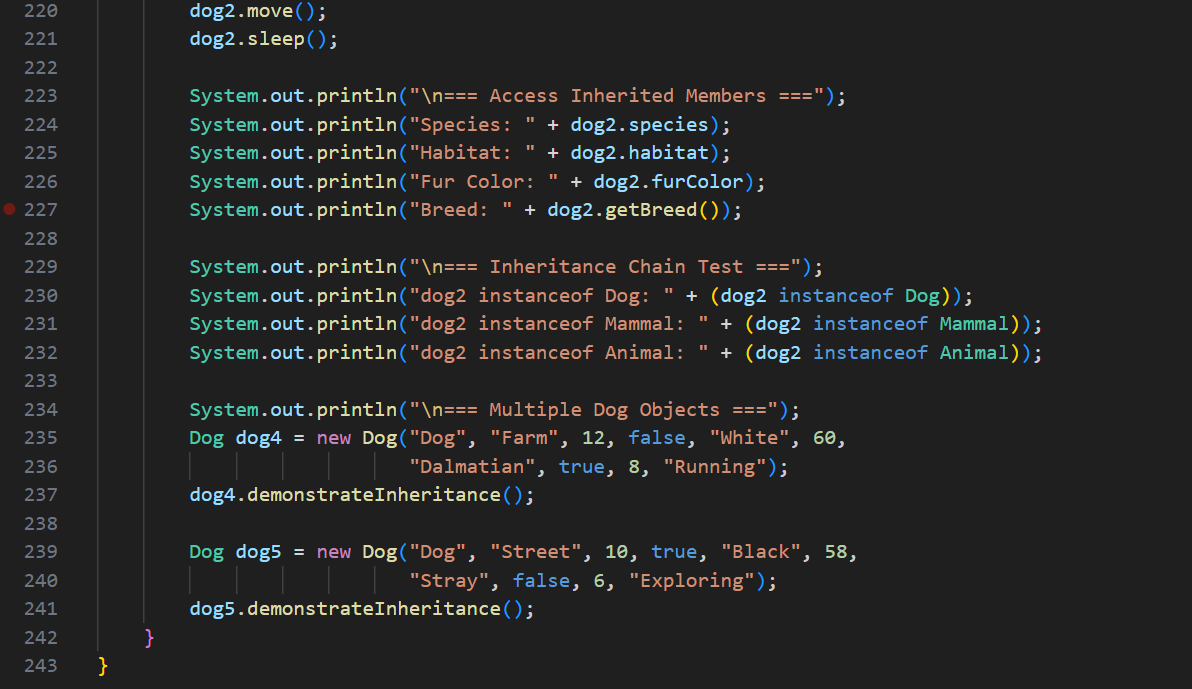 220 dog2.move();
221 dog2.sleep();
222
223 System.out.println("\n=== Access Inherited Members ===");
224 System.out.println("Species: " + dog2.species);
225 System.out.println("Habitat: " + dog2.habitat);
226 System.out.println("Fur Color: " + dog2.furColor);
227 System.out.println("Breed: " + dog2.getBreed());
228
229 System.out.println("\n=== Inheritance Chain Test ===");
230 System.out.println("dog2 instanceof Dog: " + (dog2 instanceof Dog));
231 System.out.println("dog2 instanceof Mammal: " + (dog2 instanceof Mammal));
232 System.out.println("dog2 instanceof Animal: " + (dog2 instanceof Animal));
233
234 System.out.println("\n=== Multiple Dog Objects ===");
235 Dog dog4 = new Dog("Dog", "Farm", 12, false, "White", 60,
236 "Dalmatian", true, 8, "Running");
237 dog4.demonstrateInheritance();
238
239 Dog dog5 = new Dog("Dog", "Street", 10, true, "Black", 58,
240 "Stray", false, 6, "Exploring");
241 dog5.demonstrateInheritance();
242 }
243 }